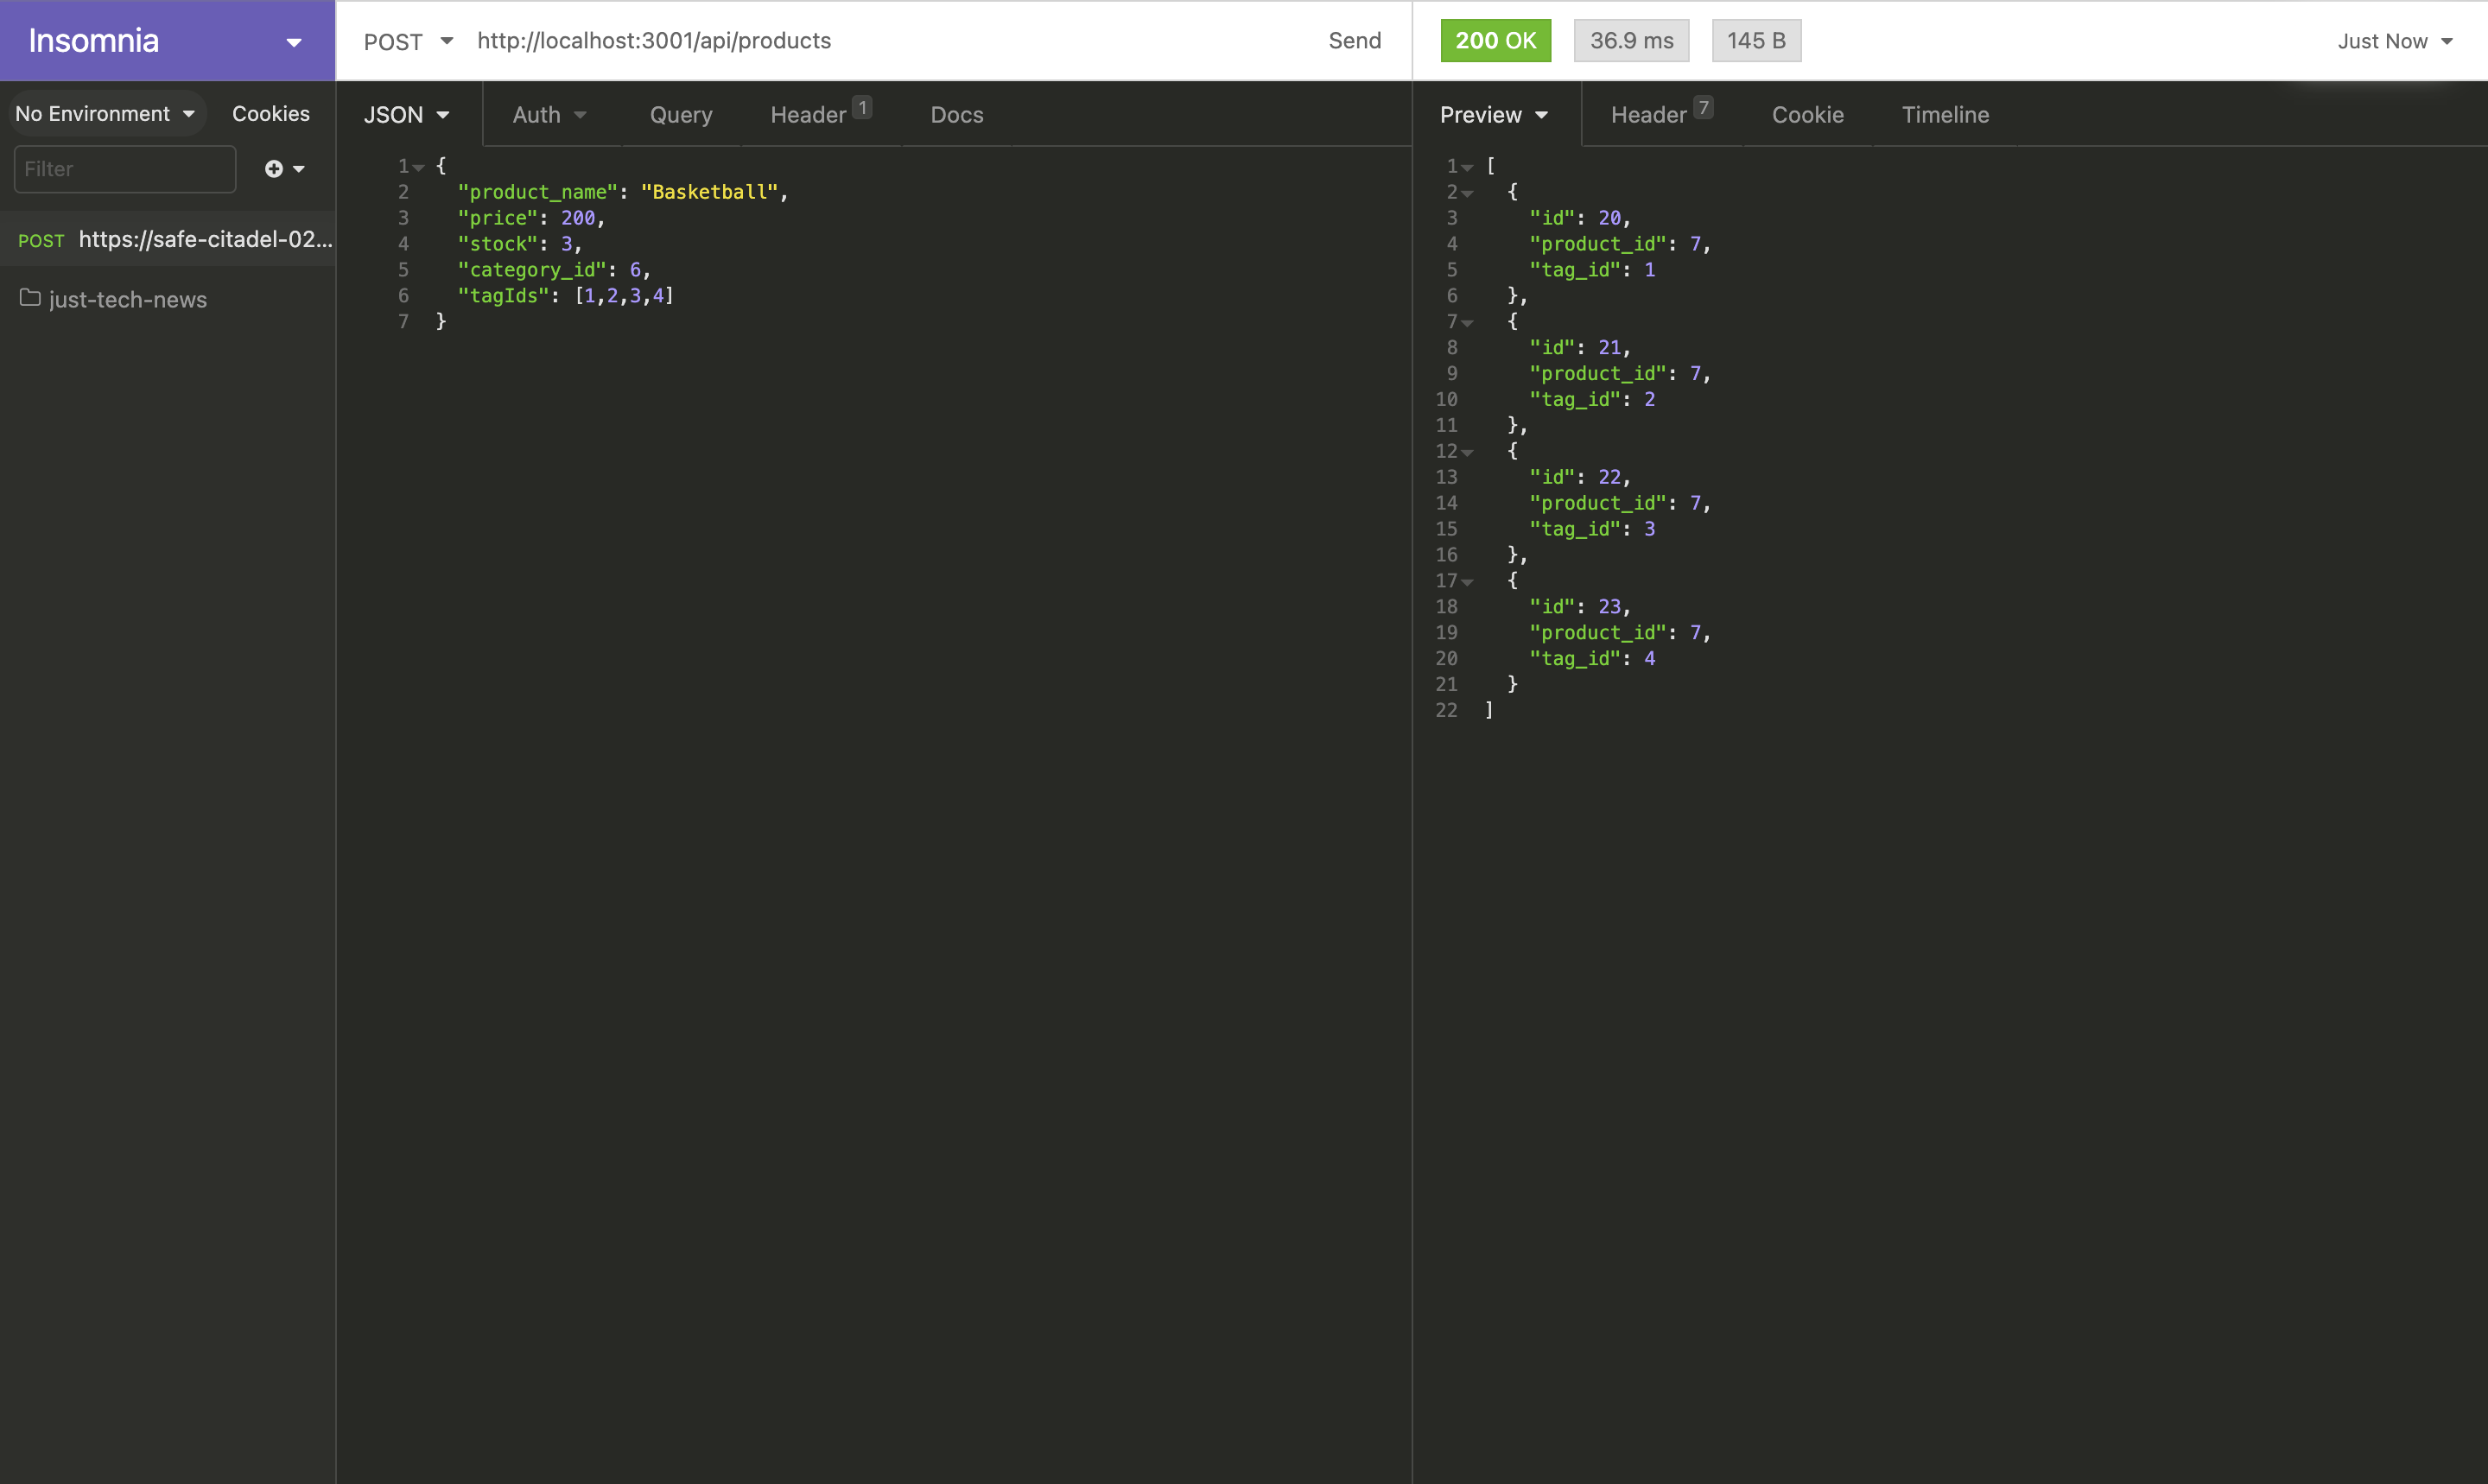 Insomnia
POST http://localhost:3001/api/products Send
200 OK 36.9 ms 145 B Just Now
No Environment Cookies
Filter
POST https://safe-citadel-02...
just-tech-news
JSON Auth Query Header 1 Docs
1 {
2 "product_name": "Basketball",
3 "price": 200,
4 "stock": 3,
5 "category_id": 6,
6 "tagIds": [1,2,3,4]
7 }
Preview Header 7 Cookie Timeline
1 [
2 {
3 "id": 20,
4 "product_id": 7,
5 "tag_id": 1
6 },
7 {
8 "id": 21,
9 "product_id": 7,
10 "tag_id": 2
11 },
12 {
13 "id": 22,
14 "product_id": 7,
15 "tag_id": 3
16 },
17 {
18 "id": 23,
19 "product_id": 7,
20 "tag_id": 4
21 }
22 ]